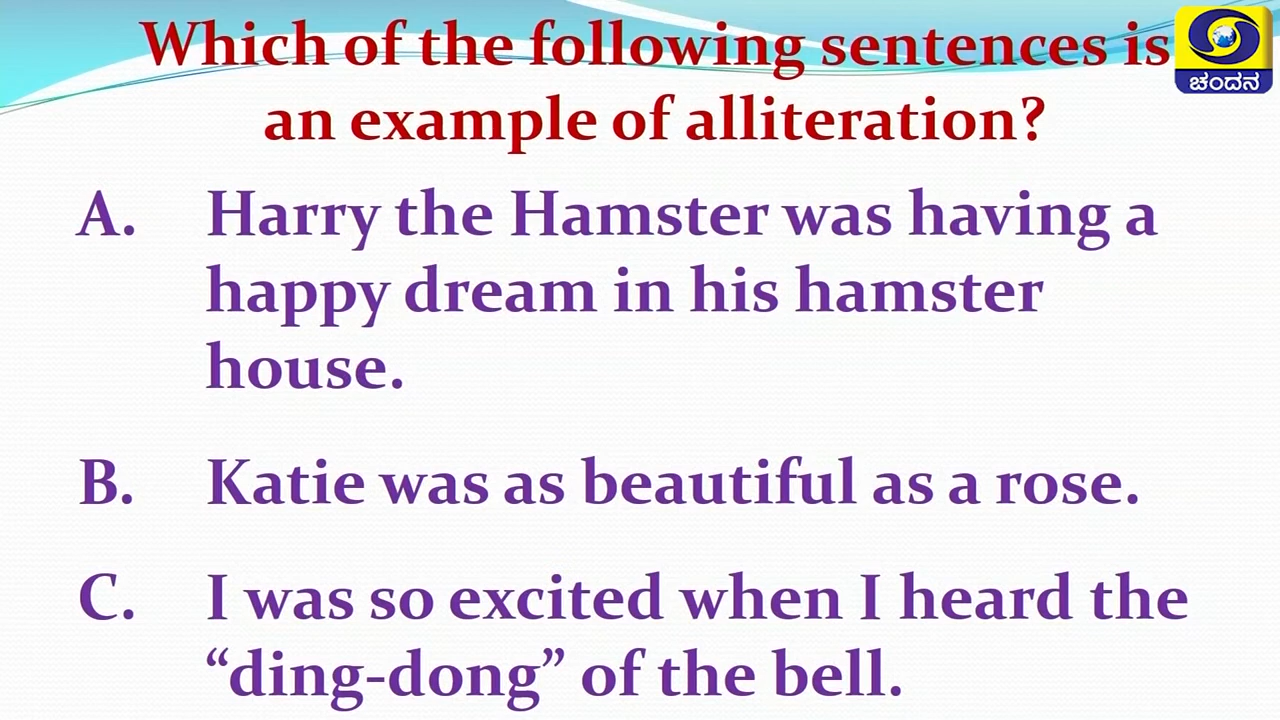 Which of the following sentences is
an example of alliteration?
ಚಂದನ
A. Harry the Hamster was having a
happy dream in his hamster
house.
B. Katie was as beautiful as a rose.
C. I was so excited when I heard the
“ding-dong” of the bell.